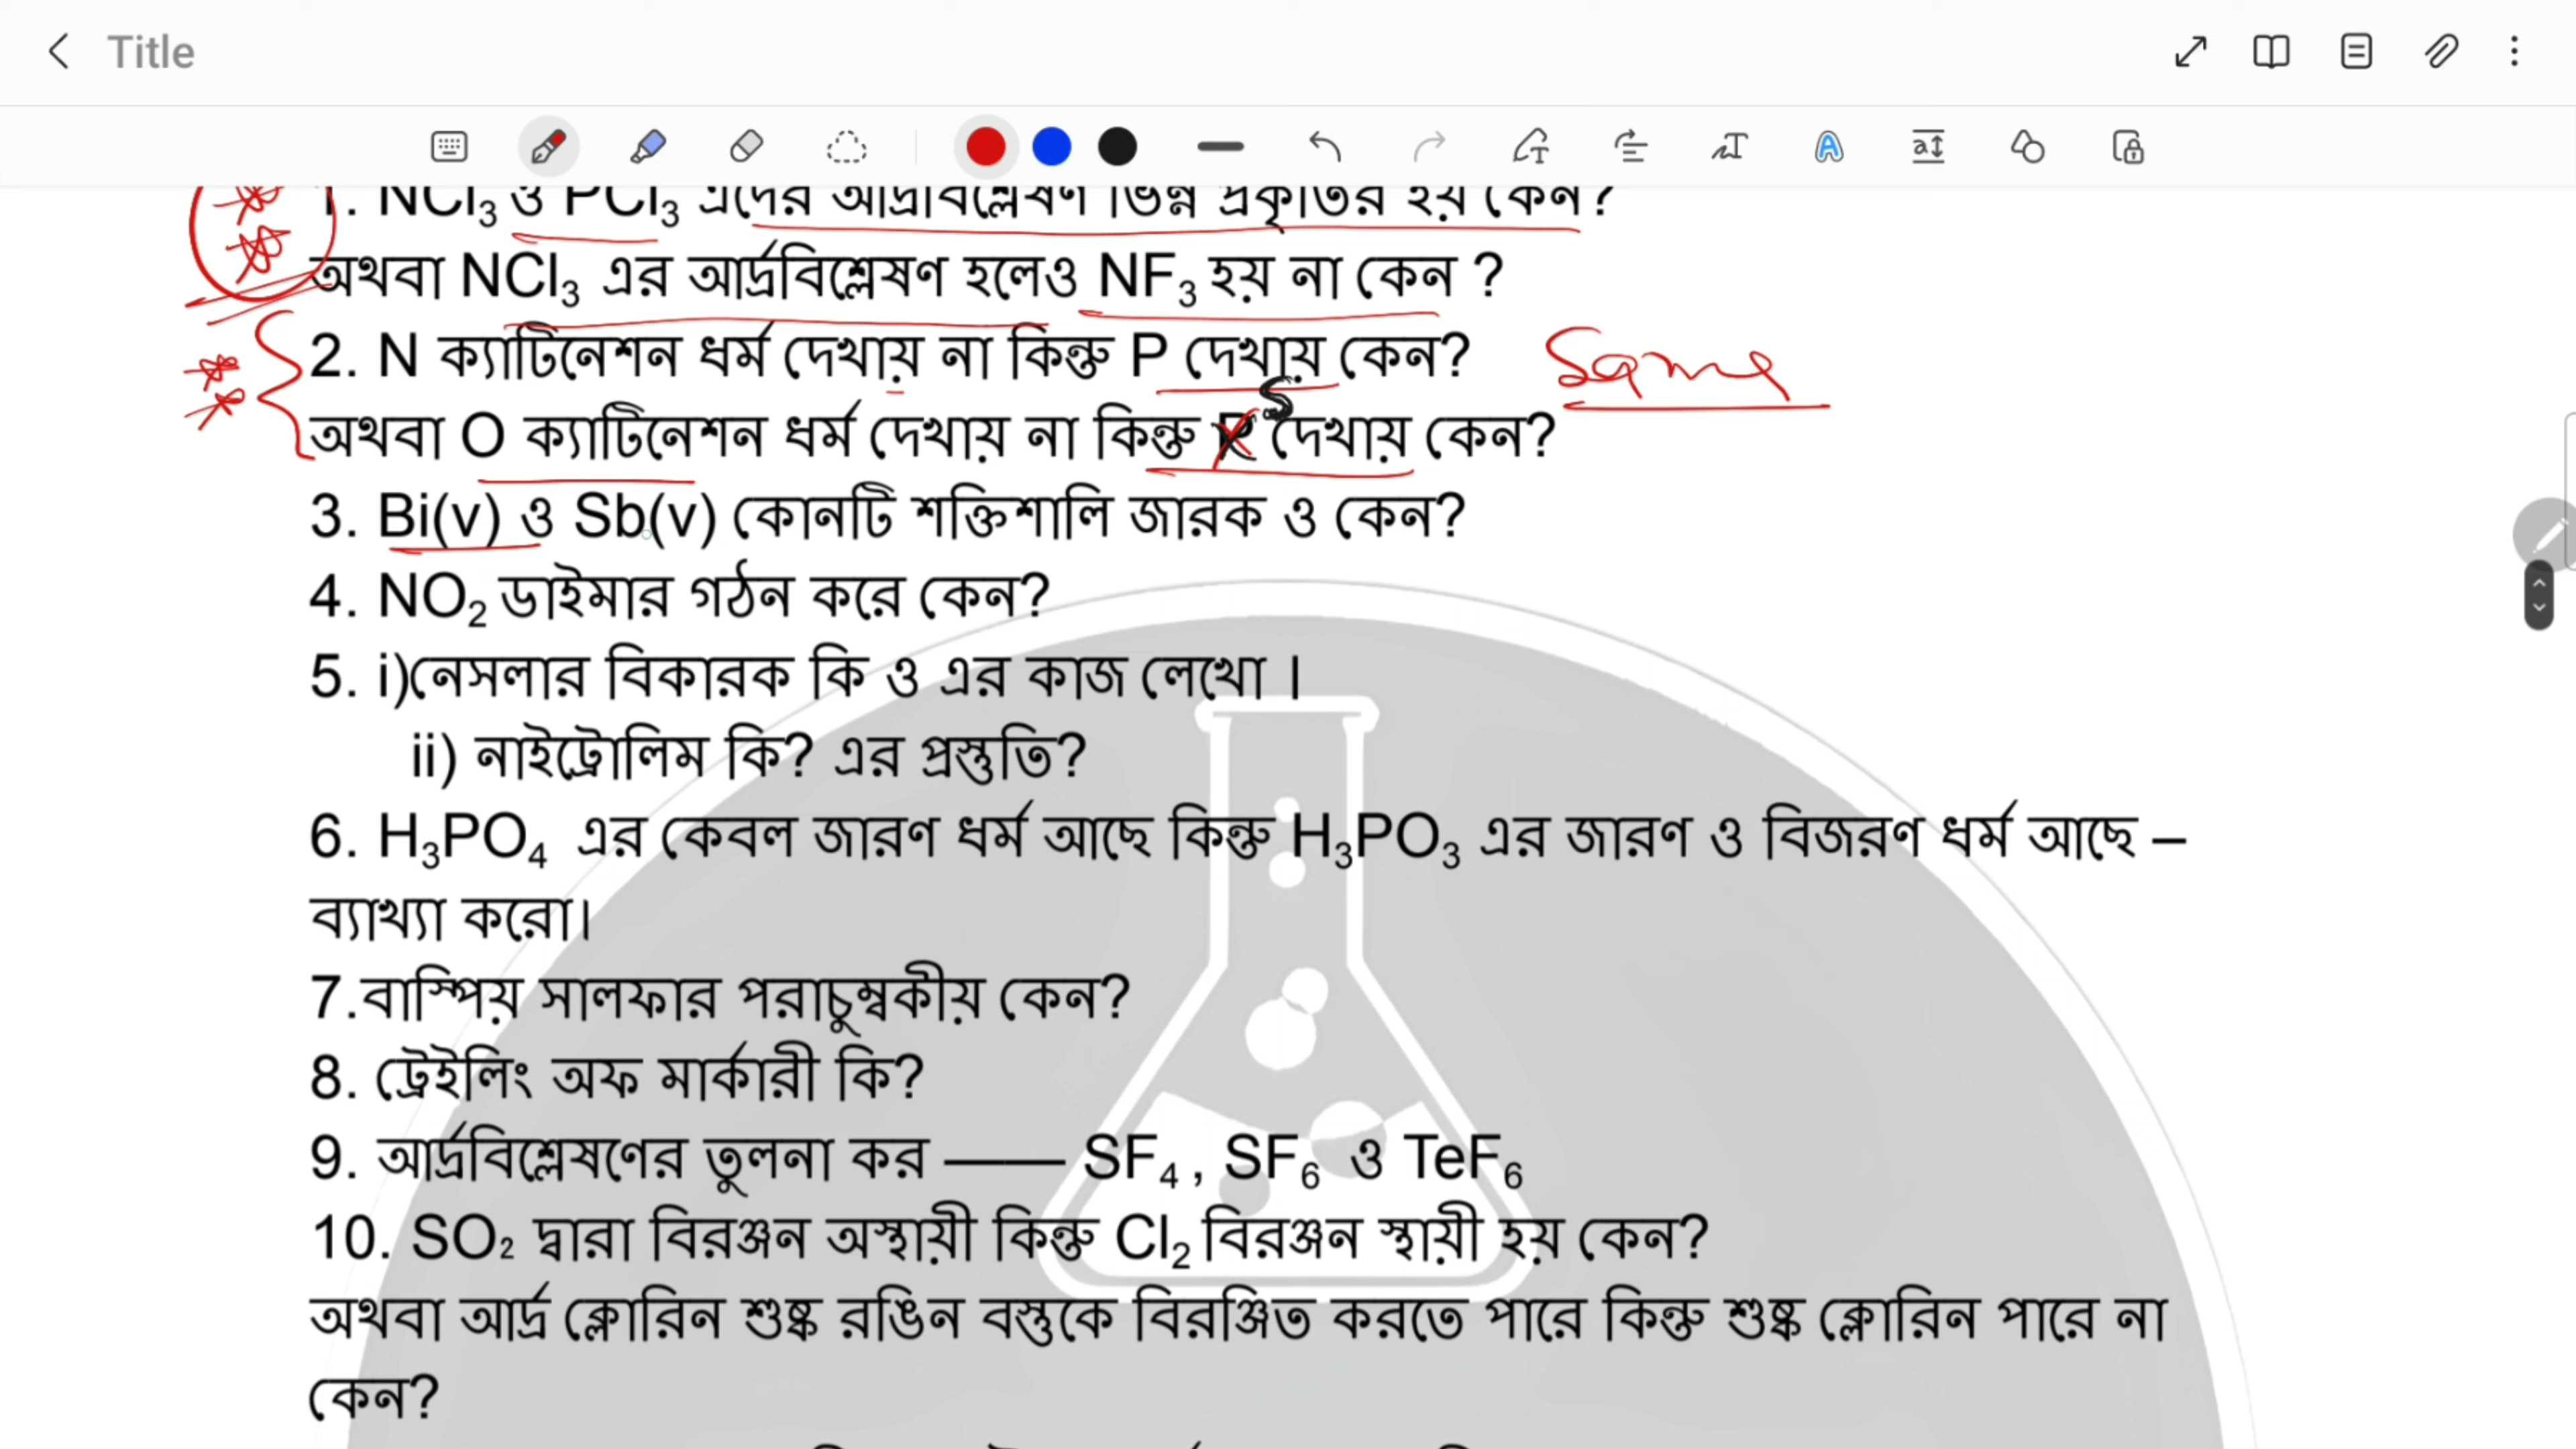 Title
1. NCl3 ও PCl3 এদের আর্দ্রবিশ্লেষণ ভিন্ন প্রকৃতির হয় কেন?
অথবা NCl3 এর আর্দ্রবিশ্লেষণ হলেও NF3 হয় না কেন ?
2. N ক্যাটিনেশন ধর্ম দেখায় না কিন্তু P দেখায় কেন? Same
অথবা O ক্যাটিনেশন ধর্ম দেখায় না কিন্তু P S দেখায় কেন?
3. Bi(v) ও Sb(v) কোনটি শক্তিশালি জারক ও কেন?
4. NO2 ডাইমার গঠন করে কেন?
5. i)নেসলার বিকারক কি ও এর কাজ লেখো ।
ii) নাইট্রোলিম কি? এর প্রস্তুতি?
6. H3PO4 এর কেবল জারণ ধর্ম আছে কিন্তু H3PO3 এর জারণ ও বিজরণ ধর্ম আছে –
ব্যাখ্যা করো।
7.বাস্পিয় সালফার পরাচুম্বকীয় কেন?
8. ট্রেইলিং অফ মার্কারী কি?
9. আর্দ্রবিশ্লেষণের তুলনা কর —— SF4 , SF6 ও TeF6
10. SO2 দ্বারা বিরঞ্জন অস্থায়ী কিন্তু Cl2 বিরঞ্জন স্থায়ী হয় কেন?
অথবা আর্দ্র ক্লোরিন শুষ্ক রঙিন বস্তুকে বিরঞ্জিত করতে পারে কিন্তু শুষ্ক ক্লোরিন পারে না
কেন?